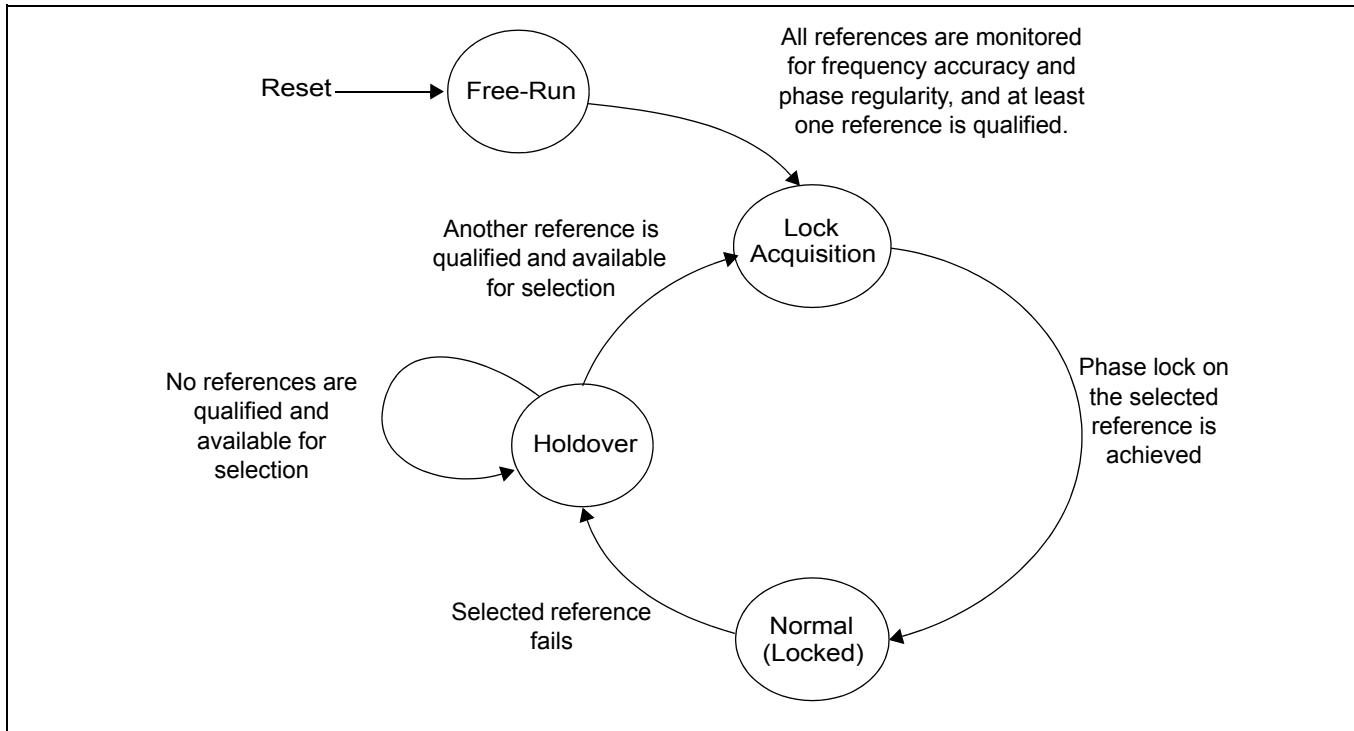 Reset
Free-Run
All references are monitored
for frequency accuracy and
phase regularity, and at least
one reference is qualified.
Another reference is
qualified and available
for selection
Lock
Acquisition
No references are
qualified and
available for
selection
Holdover
Phase lock on
the selected
reference is
achieved
Selected reference
fails
Normal
(Locked)